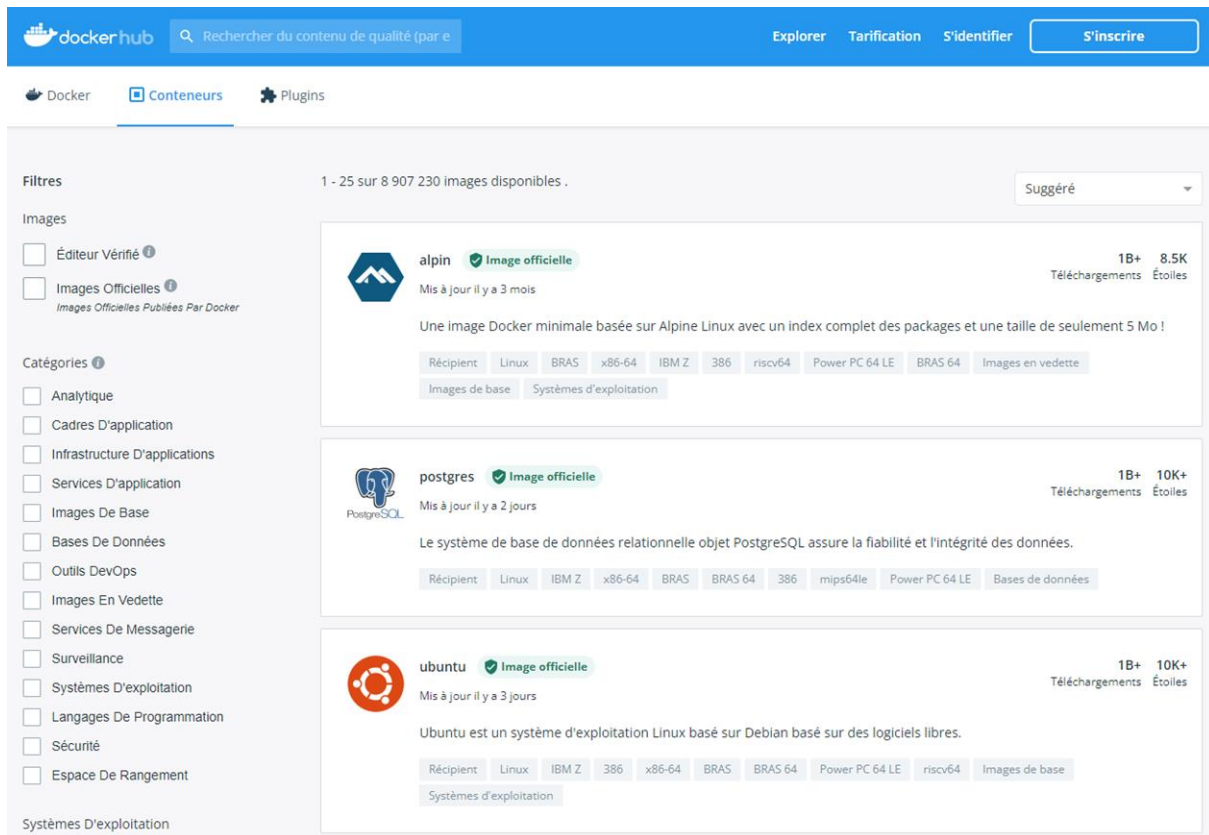 dockerhub Rechercher du contenu de qualité (par e Explorer Tarification S'identifier S'inscrire
Docker Conteneurs Plugins
Filtres
Images
Éditeur Vérifié
Images Officielles
Images Officielles Publiées Par Docker
Catégories
Analytique
Cadres D'application
Infrastructure D'applications
Services D'application
Images De Base
Bases De Données
Outils DevOps
Images En Vedette
Services De Messagerie
Surveillance
Systèmes D'exploitation
Langages De Programmation
Sécurité
Espace De Rangement
Systèmes D'exploitation
1 - 25 sur 8 907 230 images disponibles .
Suggéré
alpin Image officielle
1B+ 8.5K
Téléchargements Étoiles
Mis à jour il y a 3 mois
Une image Docker minimale basée sur Alpine Linux avec un index complet des packages et une taille de seulement 5 Mo !
Récipient Linux BRAS x86-64 IBM Z 386 riscv64 Power PC 64 LE BRAS 64 Images en vedette
Images de base Systèmes d'exploitation
PostgreSQL
postgres Image officielle
1B+ 10K+
Téléchargements Étoiles
Mis à jour il y a 2 jours
Le système de base de données relationnelle objet PostgreSQL assure la fiabilité et l'intégrité des données.
Récipient Linux IBM Z x86-64 BRAS BRAS 64 386 mips64le Power PC 64 LE Bases de données
ubuntu Image officielle
1B+ 10K+
Téléchargements Étoiles
Mis à jour il y a 3 jours
Ubuntu est un système d'exploitation Linux basé sur Debian basé sur des logiciels libres.
Récipient Linux IBM Z 386 x86-64 BRAS BRAS 64 Power PC 64 LE riscv64 Images de base
Systèmes d'exploitation